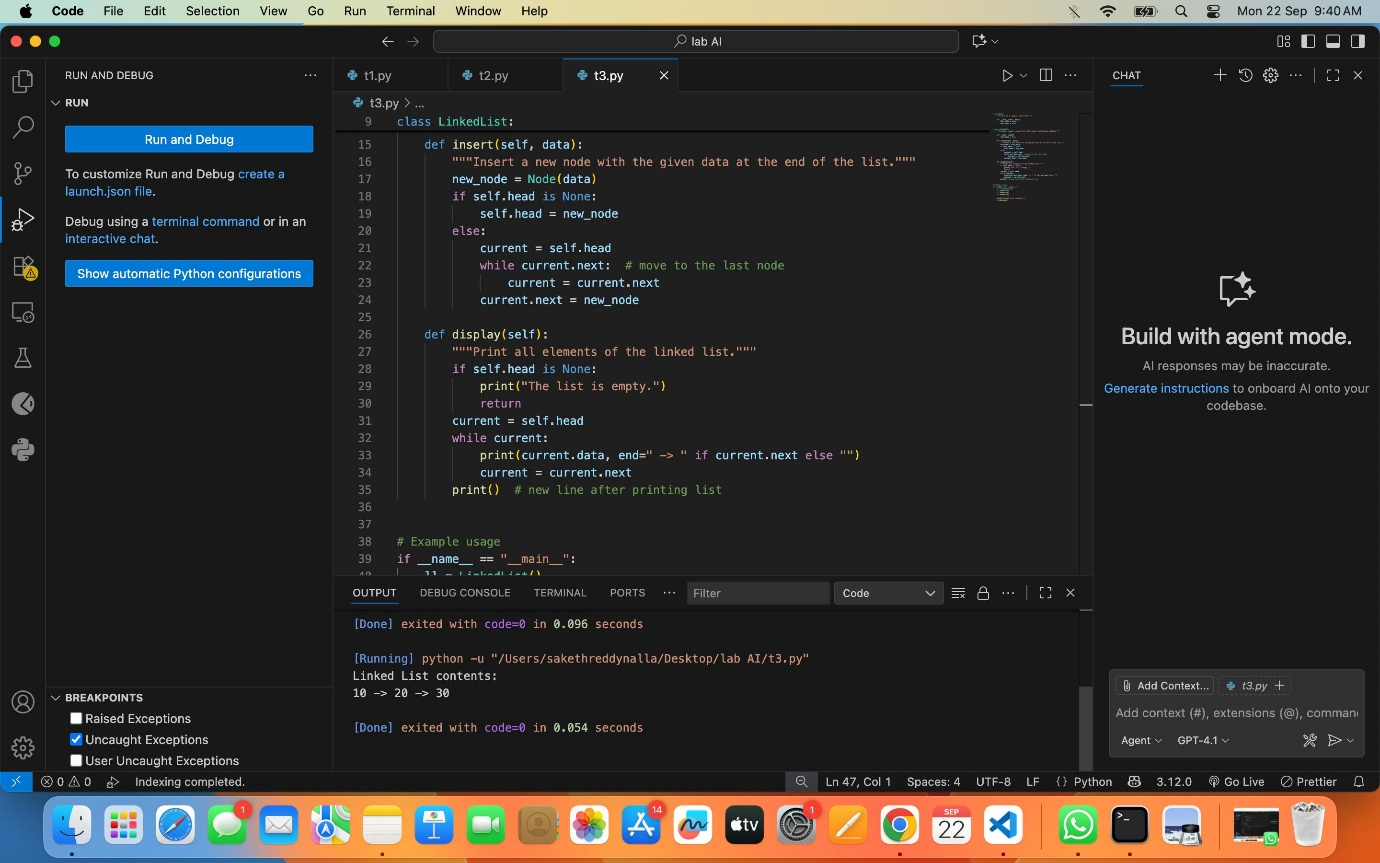 Code File Edit Selection View Go Run Terminal Window Help
Mon 22 Sep 9:40 AM
lab AI
RUN AND DEBUG
RUN
Run and Debug
To customize Run and Debug create a
launch.json file.
Debug using a terminal command or in an
interactive chat.
Show automatic Python configurations
BREAKPOINTS
Raised Exceptions
Uncaught Exceptions
User Uncaught Exceptions
t1.py
t2.py
t3.py
t3.py > ...
9 class LinkedList:
15 def insert(self, data):
16 """Insert a new node with the given data at the end of the list."""
17 new_node = Node(data)
18 if self.head is None:
19 self.head = new_node
20 else:
21 current = self.head
22 while current.next: # move to the last node
23 current = current.next
24 current.next = new_node
25
26 def display(self):
27 """Print all elements of the linked list."""
28 if self.head is None:
29 print("The list is empty.")
30 return
31 current = self.head
32 while current:
33 print(current.data, end=" -> " if current.next else "")
34 current = current.next
35 print() # new line after printing list
36
37
38 # Example usage
39 if __name__ == "__main__":
40 ll = LinkedList()
OUTPUT DEBUG CONSOLE TERMINAL PORTS
Filter
Code
[Done] exited with code=0 in 0.096 seconds
[Running] python -u "/Users/sakethreddynalla/Desktop/lab AI/t3.py"
Linked List contents:
10 -> 20 -> 30
[Done] exited with code=0 in 0.054 seconds
CHAT
Build with agent mode.
AI responses may be inaccurate.
Generate instructions to onboard AI onto your
codebase.
Add Context...
t3.py
Add context (#), extensions (@), comman
Agent
GPT-4.1
0 0
Indexing completed.
Ln 47, Col 1 Spaces: 4 UTF-8 LF {} Python 3.12.0 Go Live Prettier
1
14
tv
1
SEP
22